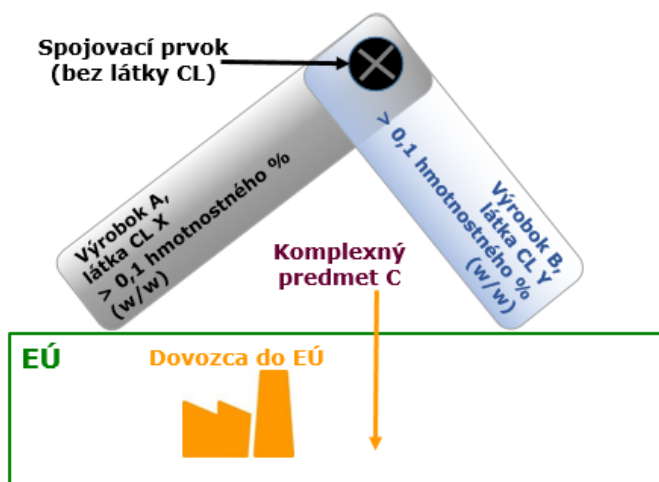 Spojovací prvok
(bez látky CL)
Výrobok A,
látka CL X
> 0,1 hmotnostného %
(w/w)
Výrobok B,
látka CL Y
> 0,1 hmotnostného %
(w/w)
Komplexný
predmet C
EÚ
Dovozca do EÚ